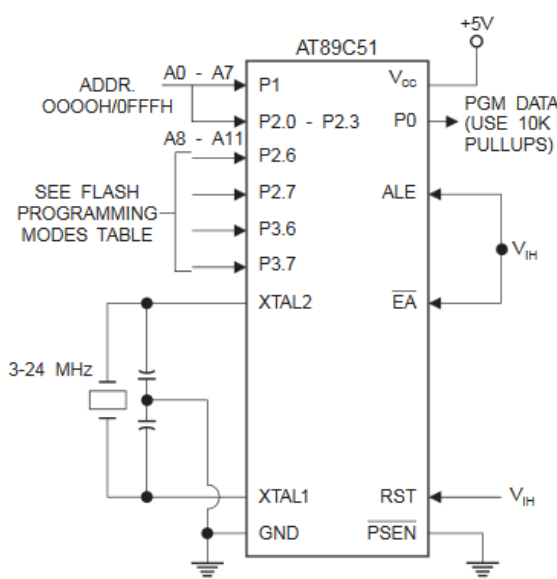 +5V
AT89C51
A0 - A7
ADDR.
OOOOH/0FFFH
P1
VCC
P2.0 - P2.3
P0
PGM DATA
(USE 10K
PULLUPS)
A8 - A11
P2.6
SEE FLASH
PROGRAMMING
MODES TABLE
P2.7
ALE
P3.6
VIH
P3.7
XTAL2
EA
3-24 MHz
XTAL1
RST
VIH
GND
PSEN